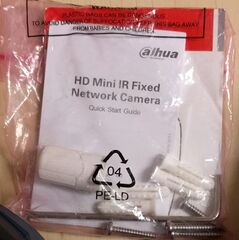 PLASTIC BAGS CAN BE DANGEROUS
TO AVOID DANGER OF SUFFOCATION KEEP THIS BAG AWAY
FROM BABIES AND CHILDREN
alhua
HD Mini IR Fixed
Network Camera
Quick Start Guide
04
PE-LD